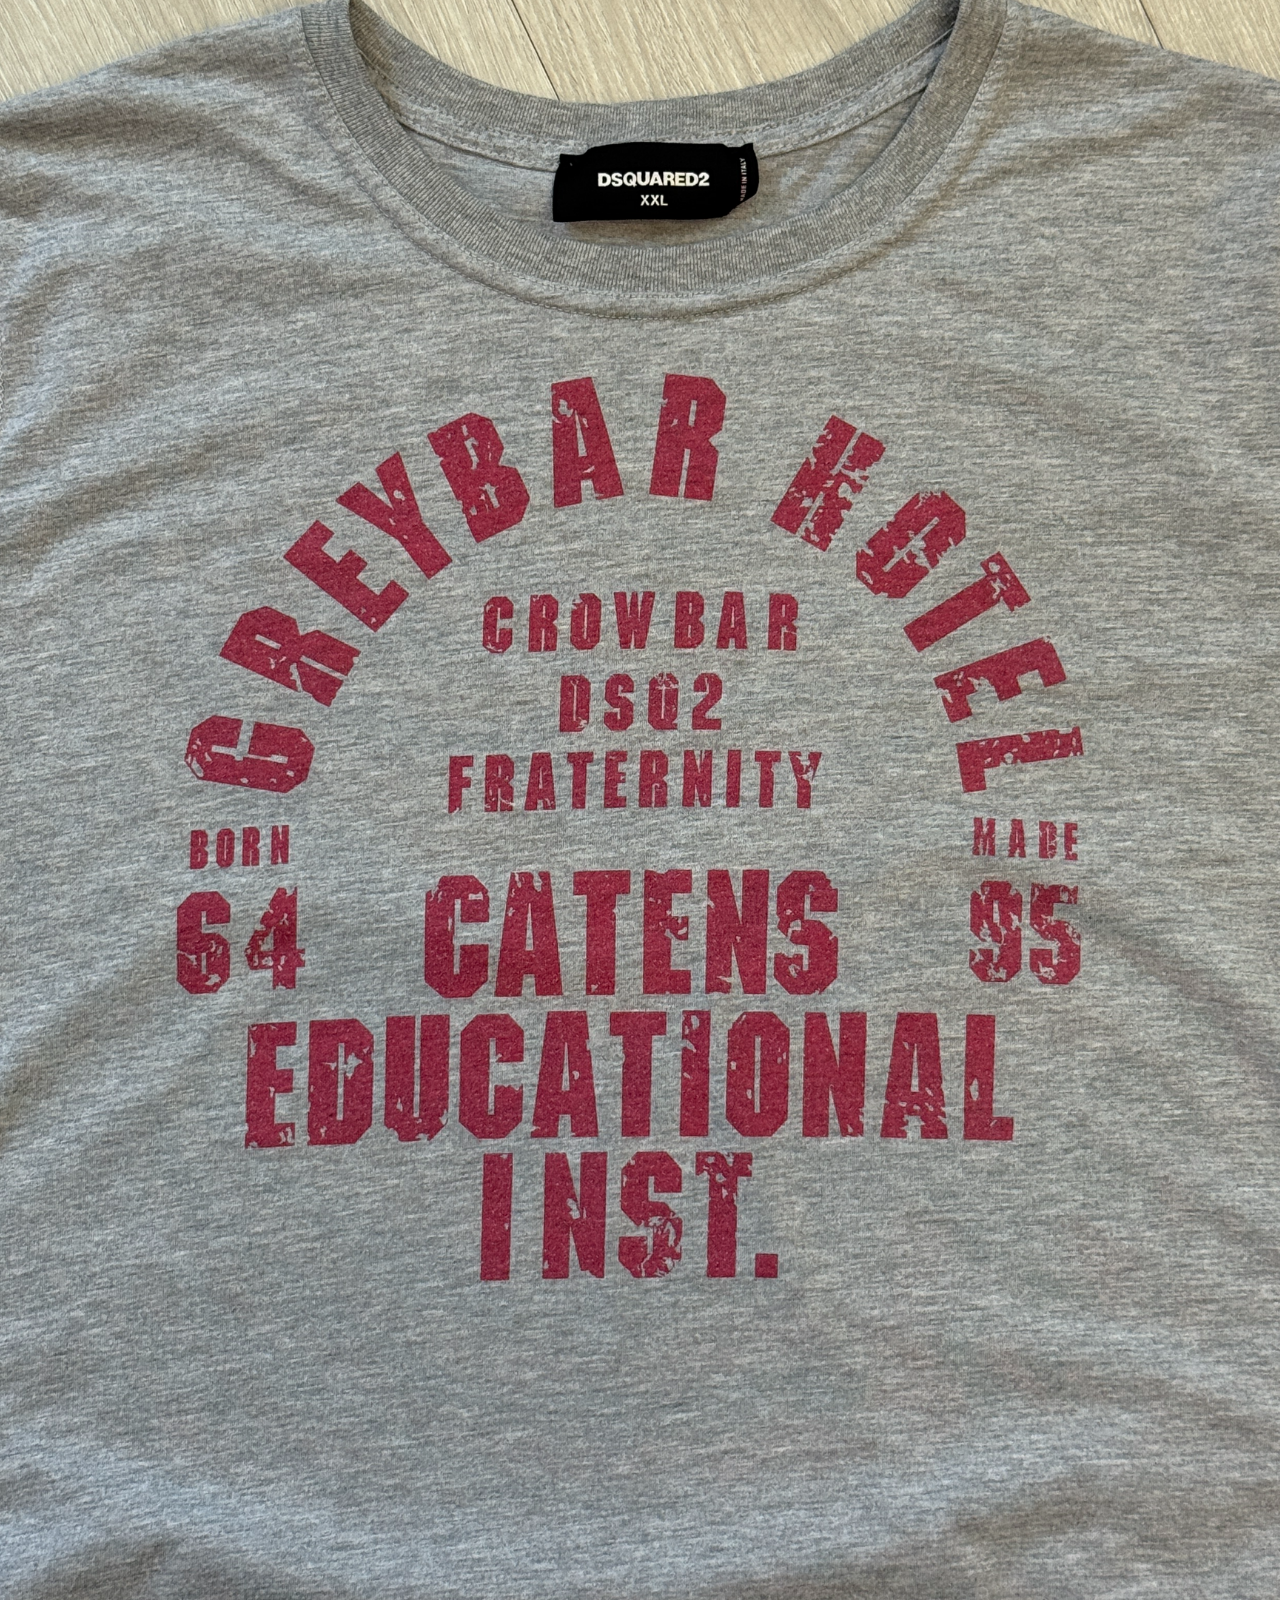 DSQUARED2
XXL
MADE IN ITALY
GREYBAR HOTEL
CROWBAR
DSQ2
FRATERNITY
BORN
64
MADE
95
CATENS
EDUCATIONAL
INST.